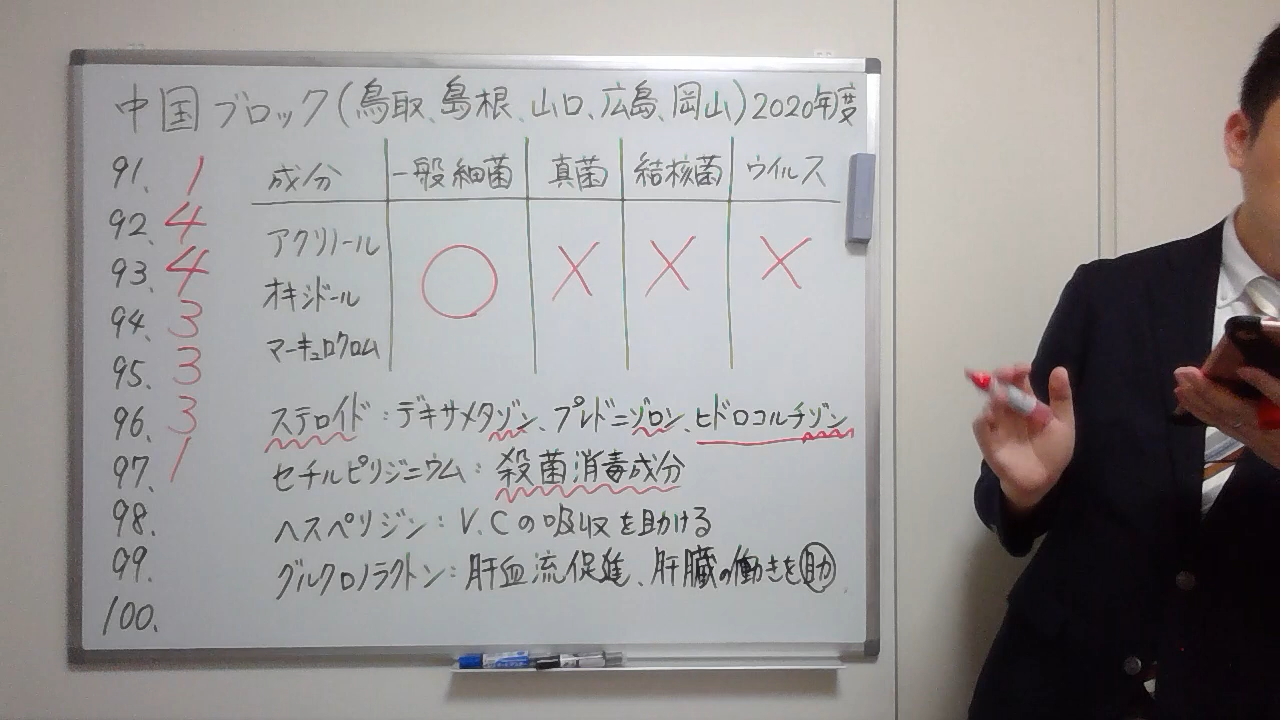 中国ブロック(鳥取、島根、山口、広島、岡山)2020年度
91. 1
92. 4
93. 4
94. 3
95. 3
96. 3
97. 1
98.
99.
100.
成分 一般細菌 真菌 結核菌 ウイルス
アクリノール
オキシドール ○ × × ×
マーキュロクロム
ステロイド:デキサメタゾン、プレドニゾロン、ヒドロコルチゾン
セチルピリジニウム:殺菌消毒成分
ヘスペリジン:V.Cの吸収を助ける
グルクロノラクトン:肝血流促進、肝臓の働きを助